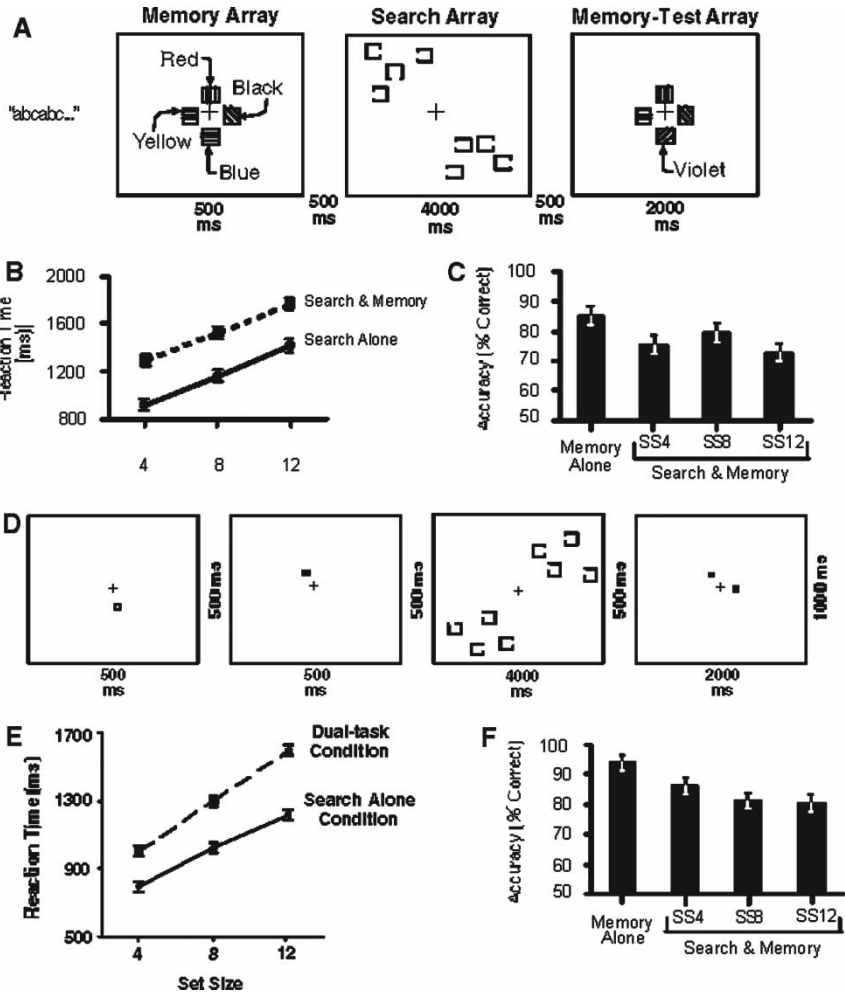 A
Memory Array Search Array Memory-Test Array
"abcabc..."
Red
Black
Yellow
Blue
Violet
500
ms
500
ms
4000
ms
500
ms
2000
ms
B
Reaction Time
[ms]
2000
1600
1200
800
4 8 12
Search & Memory
Search Alone
C
Accuracy [% Correct]
100
90
80
70
60
50
Memory
Alone
SS4 SS8 SS12
Search & Memory
D
500
ms
500 ms
500
ms
500 ms
4000
ms
500 ms
2000
ms
1000 ms
E
Reaction Time [ms]
1700
1300
900
500
4 8 12
Set Size
Dual-task
Condition
Search Alone
Condition
F
Accuracy [% Correct]
100
90
80
70
60
50
Memory
Alone
SS4 SS8 SS12
Search & Memory